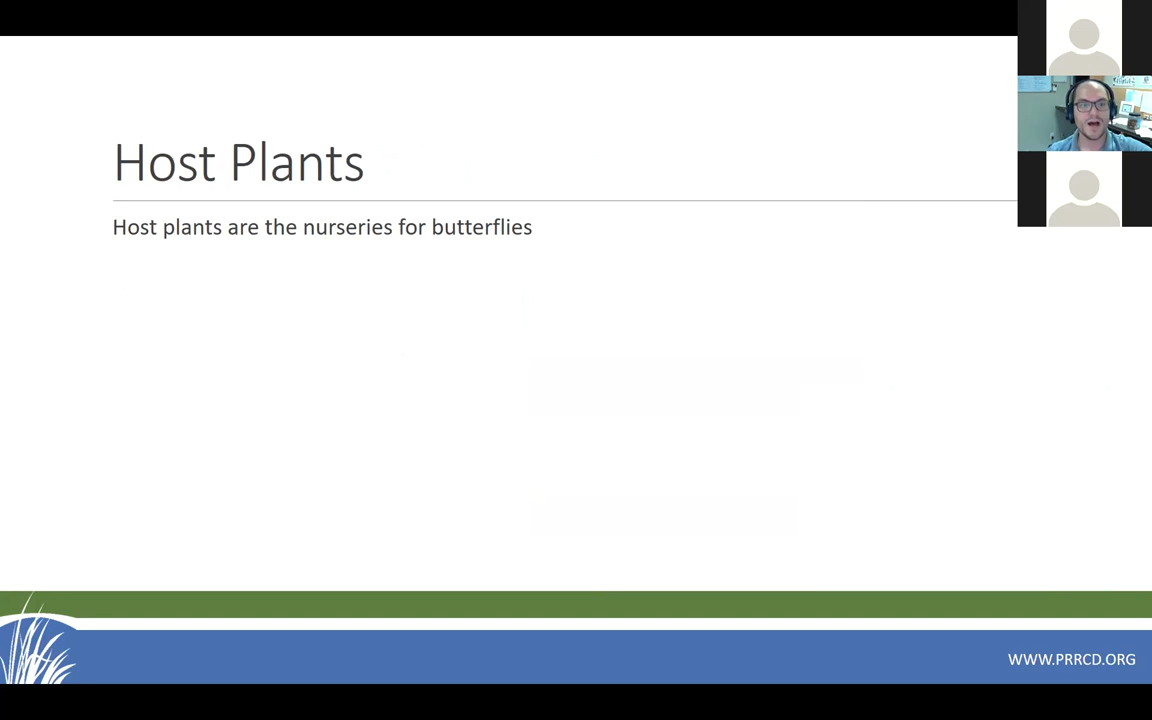 Host Plants
Host plants are the nurseries for butterflies
WWW.PRRCD.ORG